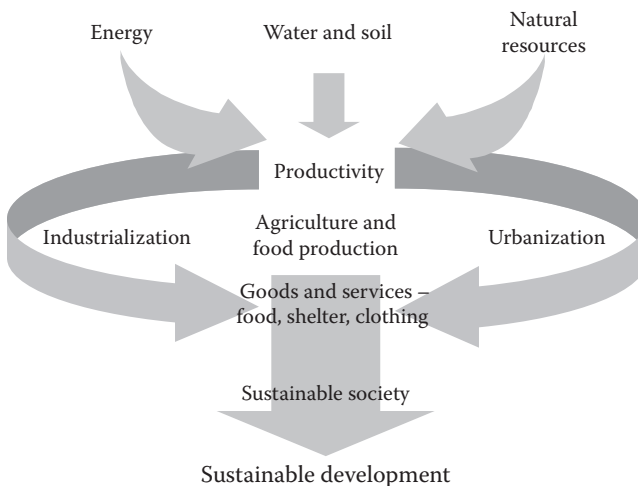 Energy
Water and soil
Natural
resources
Productivity
Industrialization
Agriculture and
food production
Urbanization
Goods and services –
food, shelter, clothing
Sustainable society
Sustainable development